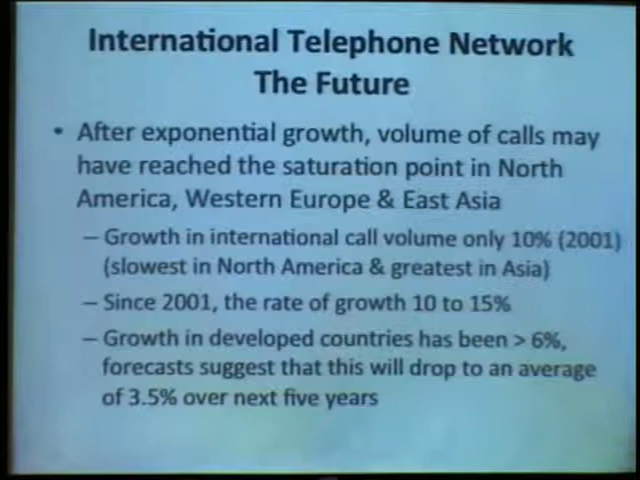 International Telephone Network
The Future
• After exponential growth, volume of calls may
have reached the saturation point in North
America, Western Europe & East Asia
– Growth in international call volume only 10% (2001)
(slowest in North America & greatest in Asia)
– Since 2001, the rate of growth 10 to 15%
– Growth in developed countries has been > 6%,
forecasts suggest that this will drop to an average
of 3.5% over next five years